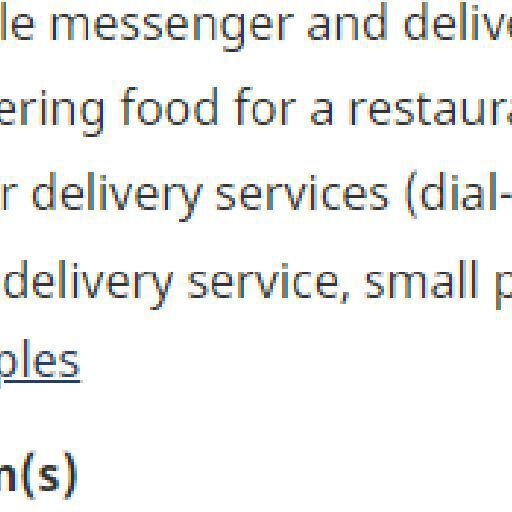 le messenger and delive
ering food for a restaura
r delivery services (dial-
delivery service, small p
ples
n(s)